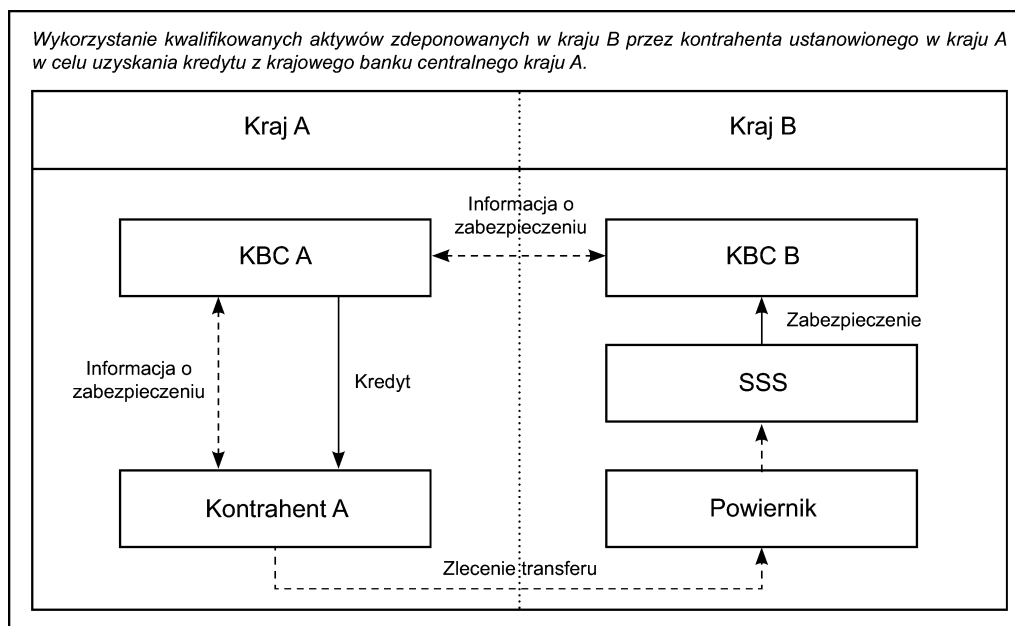 Wykorzystanie kwalifikowanych aktywów zdeponowanych w kraju B przez kontrahenta ustanowionego w kraju A
w celu uzyskania kredytu z krajowego banku centralnego kraju A.
Kraj A
Kraj B
Informacja o
zabezpieczeniu
KBC A
KBC B
Zabezpieczenie
Informacja o
zabezpieczeniu
Kredyt
SSS
Kontrahent A
Powiernik
Zlecenie transferu